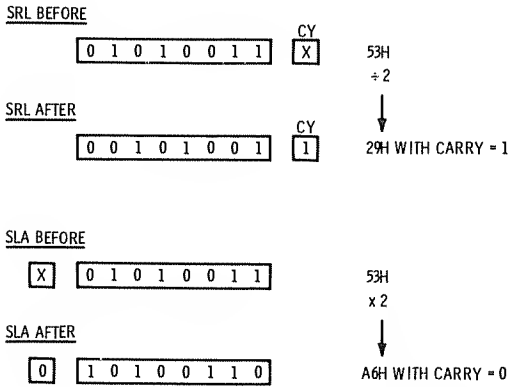 SRL BEFORE
CY
0 1 0 1 0 0 1 1 X 53H
÷ 2
SRL AFTER
CY
0 0 1 0 1 0 0 1 1 29H WITH CARRY = 1
SLA BEFORE
X 0 1 0 1 0 0 1 1 53H
x 2
SLA AFTER
0 1 0 1 0 0 1 1 0 A6H WITH CARRY = 0